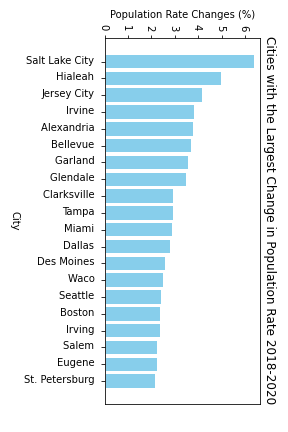 Population Rate Changes (%)
0 1 2 3 4 5 6
Cities with the Largest Change in Population Rate 2018-2020
City
Salt Lake City
Hialeah
Jersey City
Irvine
Alexandria
Bellevue
Garland
Glendale
Clarksville
Tampa
Miami
Dallas
Des Moines
Waco
Seattle
Boston
Irving
Salem
Eugene
St. Petersburg